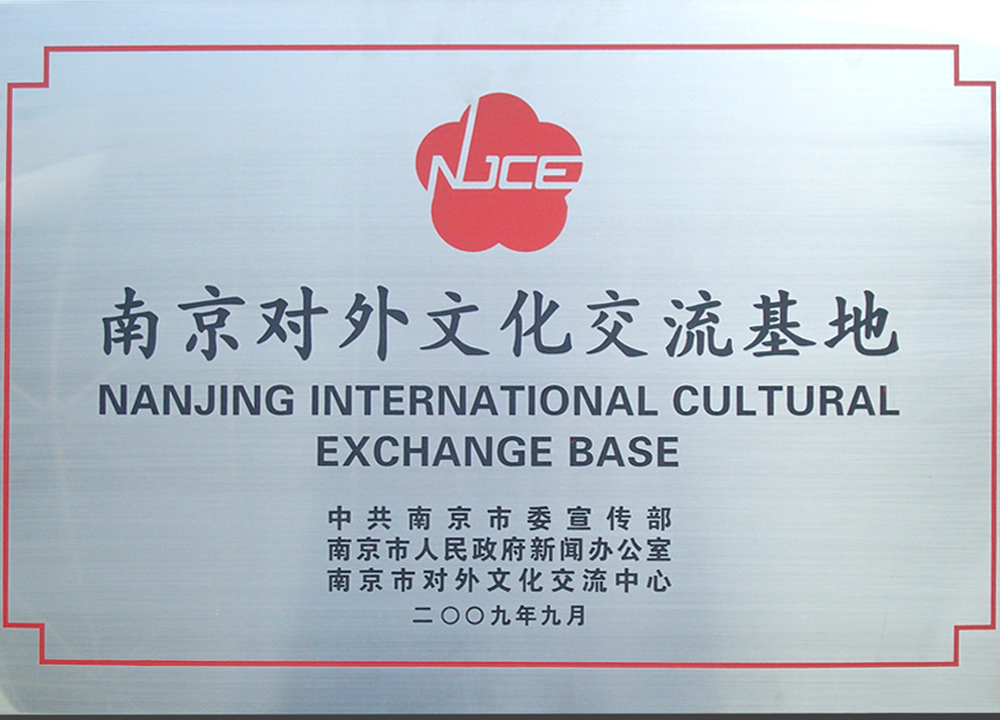 NJCE
南京对外文化交流基地
NANJING INTERNATIONAL CULTURAL
EXCHANGE BASE
中共南京市委宣传部
南京市人民政府新闻办公室
南京市对外文化交流中心
二〇〇九年九月